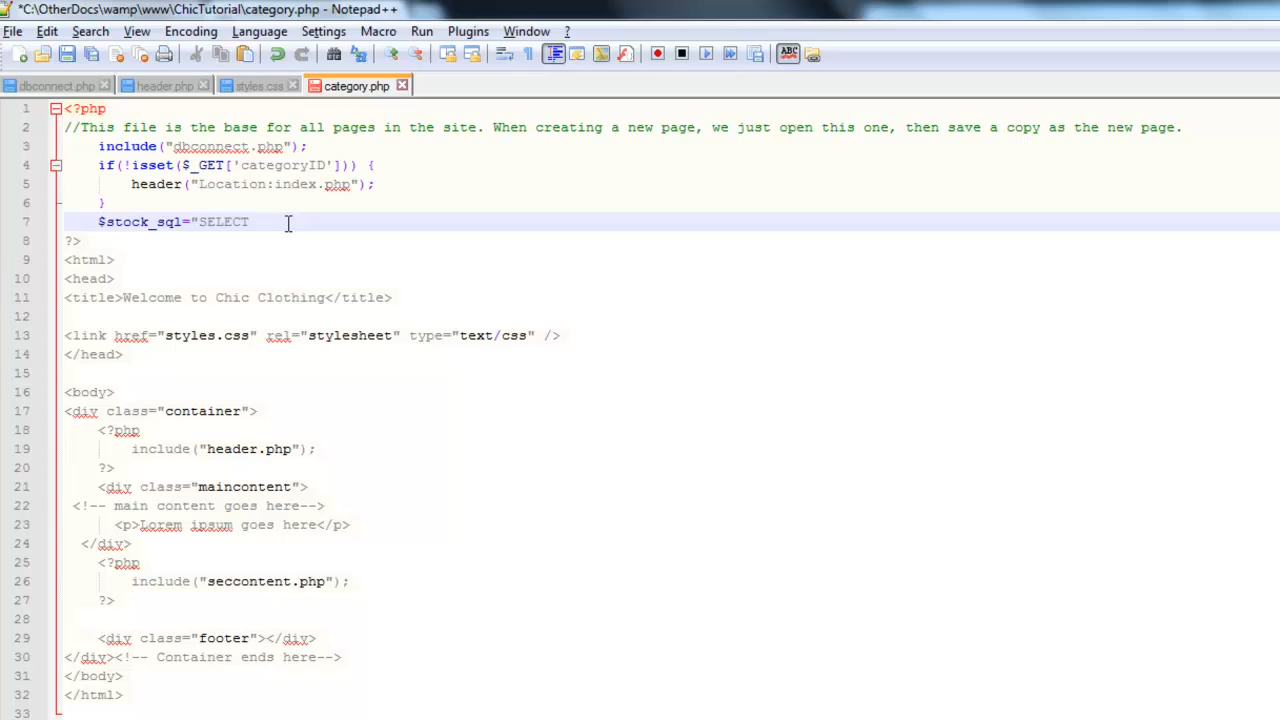 *C:\OtherDocs\wamp\www\ChicTutorial\category.php - Notepad++
File Edit Search View Encoding Language Settings Macro Run Plugins Window ?
ABC
dbconnect.php header.php styles.css category.php
1 <?php
2 //This file is the base for all pages in the site. When creating a new page, we just open this one, then save a copy as the new page.
3 include("dbconnect.php");
4 if(!isset($_GET['categoryID'])) {
5 header("Location:index.php");
6 }
7 $stock_sql="SELECT
8 ?>
9 <html>
10 <head>
11 <title>Welcome to Chic Clothing</title>
12
13 <link href="styles.css" rel="stylesheet" type="text/css" />
14 </head>
15
16 <body>
17 <div class="container">
18 <?php
19 include("header.php");
20 ?>
21 <div class="maincontent">
22 <!-- main content goes here-->
23 <p>Lorem ipsum goes here</p>
24 </div>
25 <?php
26 include("seccontent.php");
27 ?>
28
29 <div class="footer"></div>
30 </div><!-- Container ends here-->
31 </body>
32 </html>
33